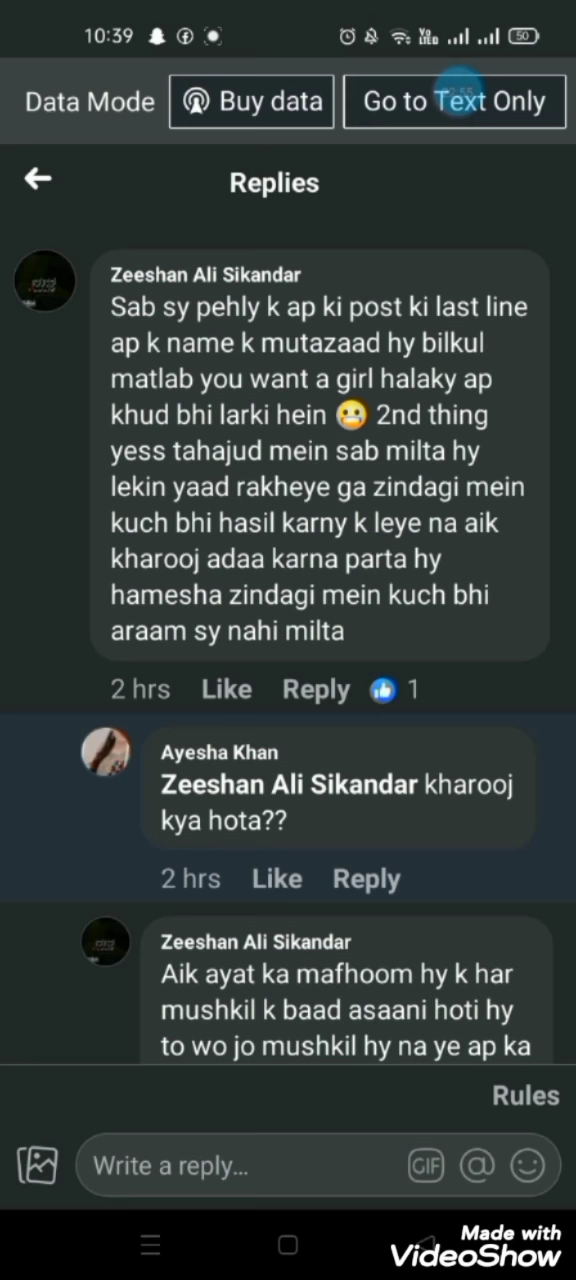 10:39
Vo
LTED
50
Data Mode
Buy data
Go to Text Only
Replies
Zeeshan Ali Sikandar
Sab sy pehly k ap ki post ki last line
ap k name k mutazaad hy bilkul
matlab you want a girl halaky ap
khud bhi larki hein 😬 2nd thing
yess tahajud mein sab milta hy
lekin yaad rakheye ga zindagi mein
kuch bhi hasil karny k leye na aik
kharooj adaa karna parta hy
hamesha zindagi mein kuch bhi
araam sy nahi milta
2 hrs Like Reply 1
Ayesha Khan
Zeeshan Ali Sikandar kharooj
kya hota??
2 hrs Like Reply
Zeeshan Ali Sikandar
Aik ayat ka mafhoom hy k har
mushkil k baad asaani hoti hy
to wo jo mushkil hy na ye ap ka
Rules
Write a reply...
GIF
Made with
VideoShow